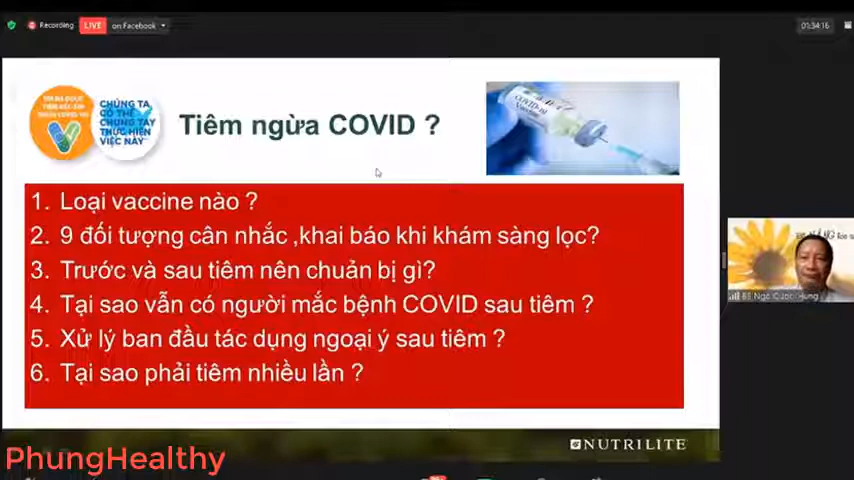 Recording
LIVE
on Facebook
01:34:16
CHÚNG TA
CÓ THỂ
CHUNG TAY
THỰC HIỆN
VIỆC NÀY
Tiêm ngừa COVID ?
COVID-19
Vaccine
1. Loại vaccine nào ?
2. 9 đối tượng cân nhắc ,khai báo khi khám sàng lọc?
3. Trước và sau tiêm nên chuẩn bị gì?
4. Tại sao vẫn có người mắc bệnh COVID sau tiêm ?
5. Xử lý ban đầu tác dụng ngoại ý sau tiêm ?
6. Tại sao phải tiêm nhiều lần ?
NUTRILITE
PhungHealthy